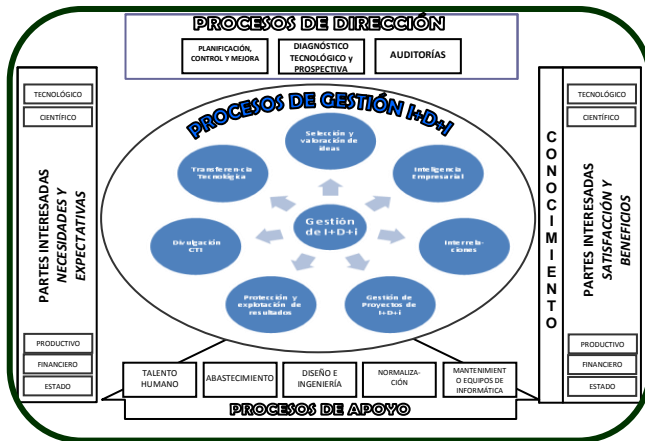 PROCESOS DE DIRECCIÓN
PLANIFICACIÓN,
CONTROL Y MEJORA
DIAGNÓSTICO
TECNOLÓGICO y
PROSPECTIVA
AUDITORÍAS
TECNOLÓGICO
CIENTÍFICO
PARTES INTERESADAS
NECESIDADES Y
EXPECTATIVAS
PRODUCTIVO
FINANCIERO
ESTADO
PROCESOS DE GESTIÓN I+D+i
Selección y
valoración de
ideas
Transferencia
Tecnológica
Inteligencia
Empresarial
Gestión
de I+D+i
Divulgación
CTI
Interrela-
ciones
Protección y
explotación de
resultados
Gestión de
Proyectos de
I+D+i
CONOCIMIENTO
TECNOLÓGICO
CIENTÍFICO
PARTES INTERESADAS
SATISFACCIÓN Y
BENEFICIOS
PRODUCTIVO
FINANCIERO
ESTADO
TALENTO
HUMANO
ABASTECIMIENTO
DISEÑO E
INGENIERÍA
NORMALIZA-
CIÓN
MANTENIMIENT
O EQUIPOS DE
INFORMÁTICA
PROCESOS DE APOYO